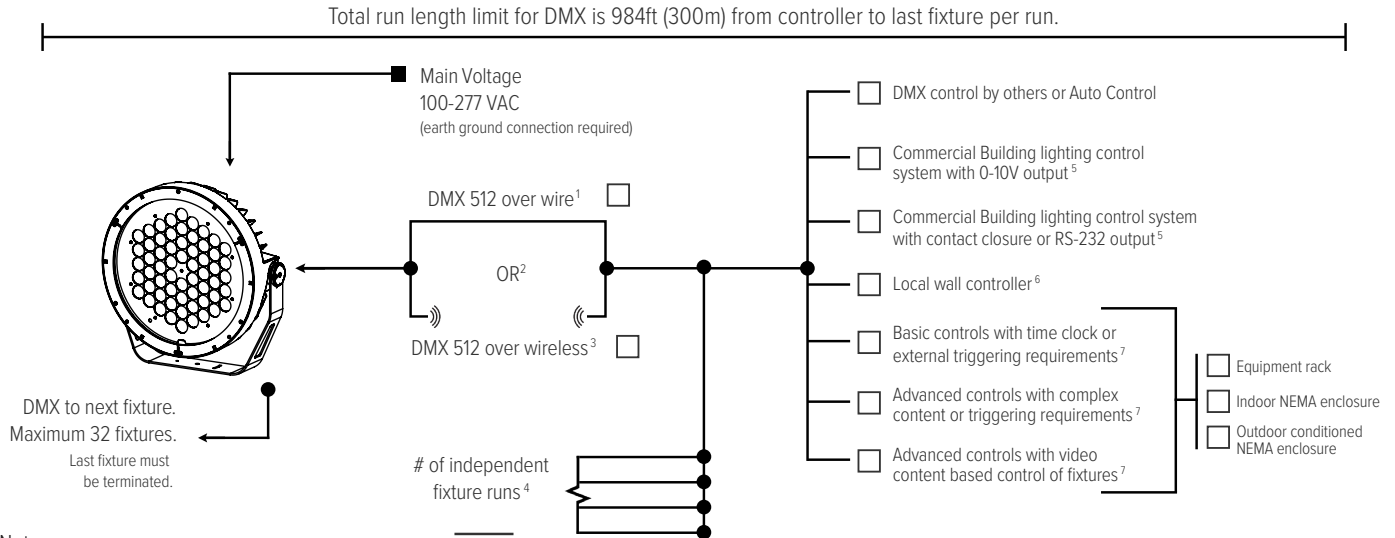 Total run length limit for DMX is 984ft (300m) from controller to last fixture per run.
Main Voltage
100-277 VAC
(earth ground connection required)
DMX 512 over wire 1
OR 2
DMX 512 over wireless 3
DMX to next fixture.
Maximum 32 fixtures.
Last fixture must
be terminated.
# of independent
fixture runs 4
DMX control by others or Auto Control
Commercial Building lighting control
system with 0-10V output 5
Commercial Building lighting control system
with contact closure or RS-232 output 5
Local wall controller 6
Basic controls with time clock or
external triggering requirements 7
Advanced controls with complex
content or triggering requirements 7
Advanced controls with video
content based control of fixtures 7
Equipment rack
Indoor NEMA enclosure
Outdoor conditioned
NEMA enclosure